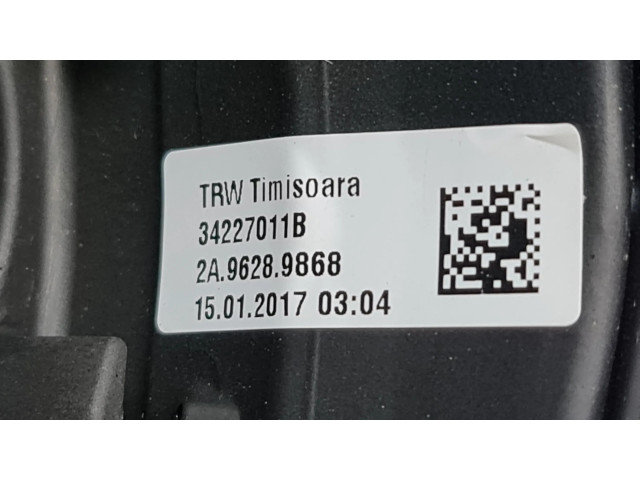 TRW Timisoara
34227011B
2A.9628.9868
15.01.2017 03:04